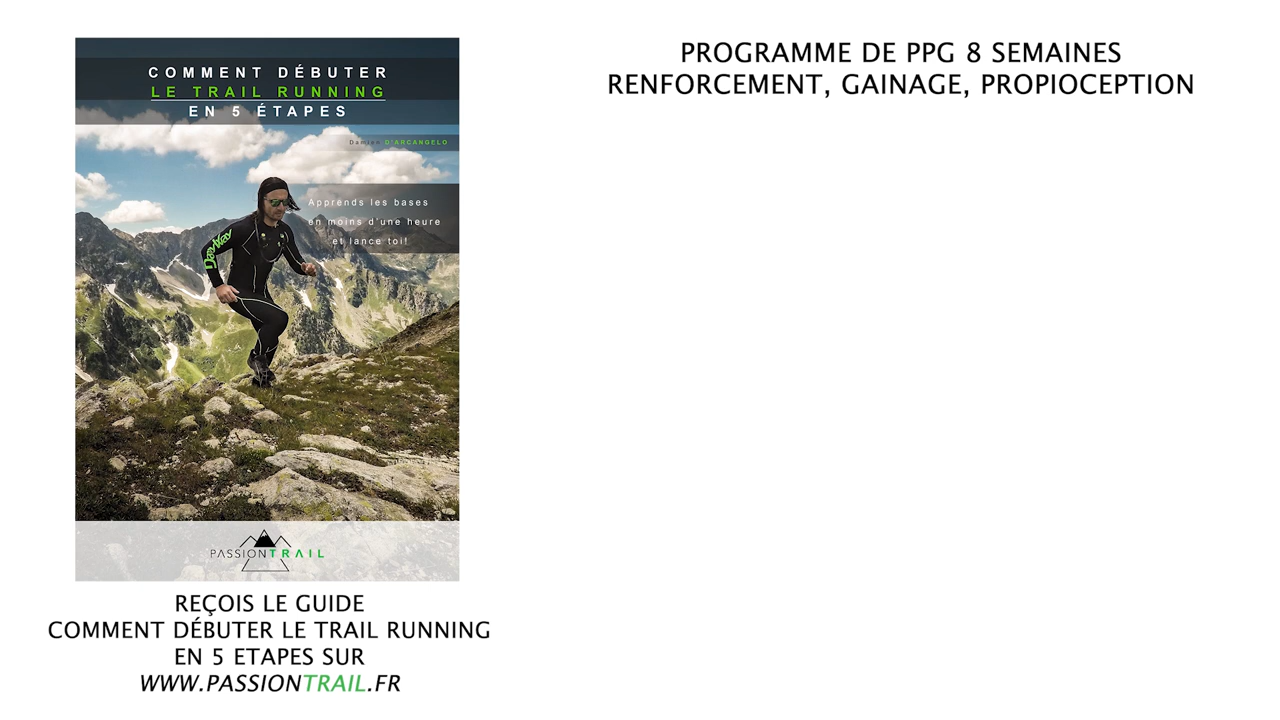 COMMENT DÉBUTER
LE TRAIL RUNNING
EN 5 ÉTAPES
Damien D'ARCANGELO
Apprends les bases
en moins d'une heure
et lance toi!
DAMWAY
PASSIONTRAIL
REÇOIS LE GUIDE
COMMENT DÉBUTER LE TRAIL RUNNING
EN 5 ETAPES SUR
WWW.PASSIONTRAIL.FR
PROGRAMME DE PPG 8 SEMAINES
RENFORCEMENT, GAINAGE, PROPIOCEPTION